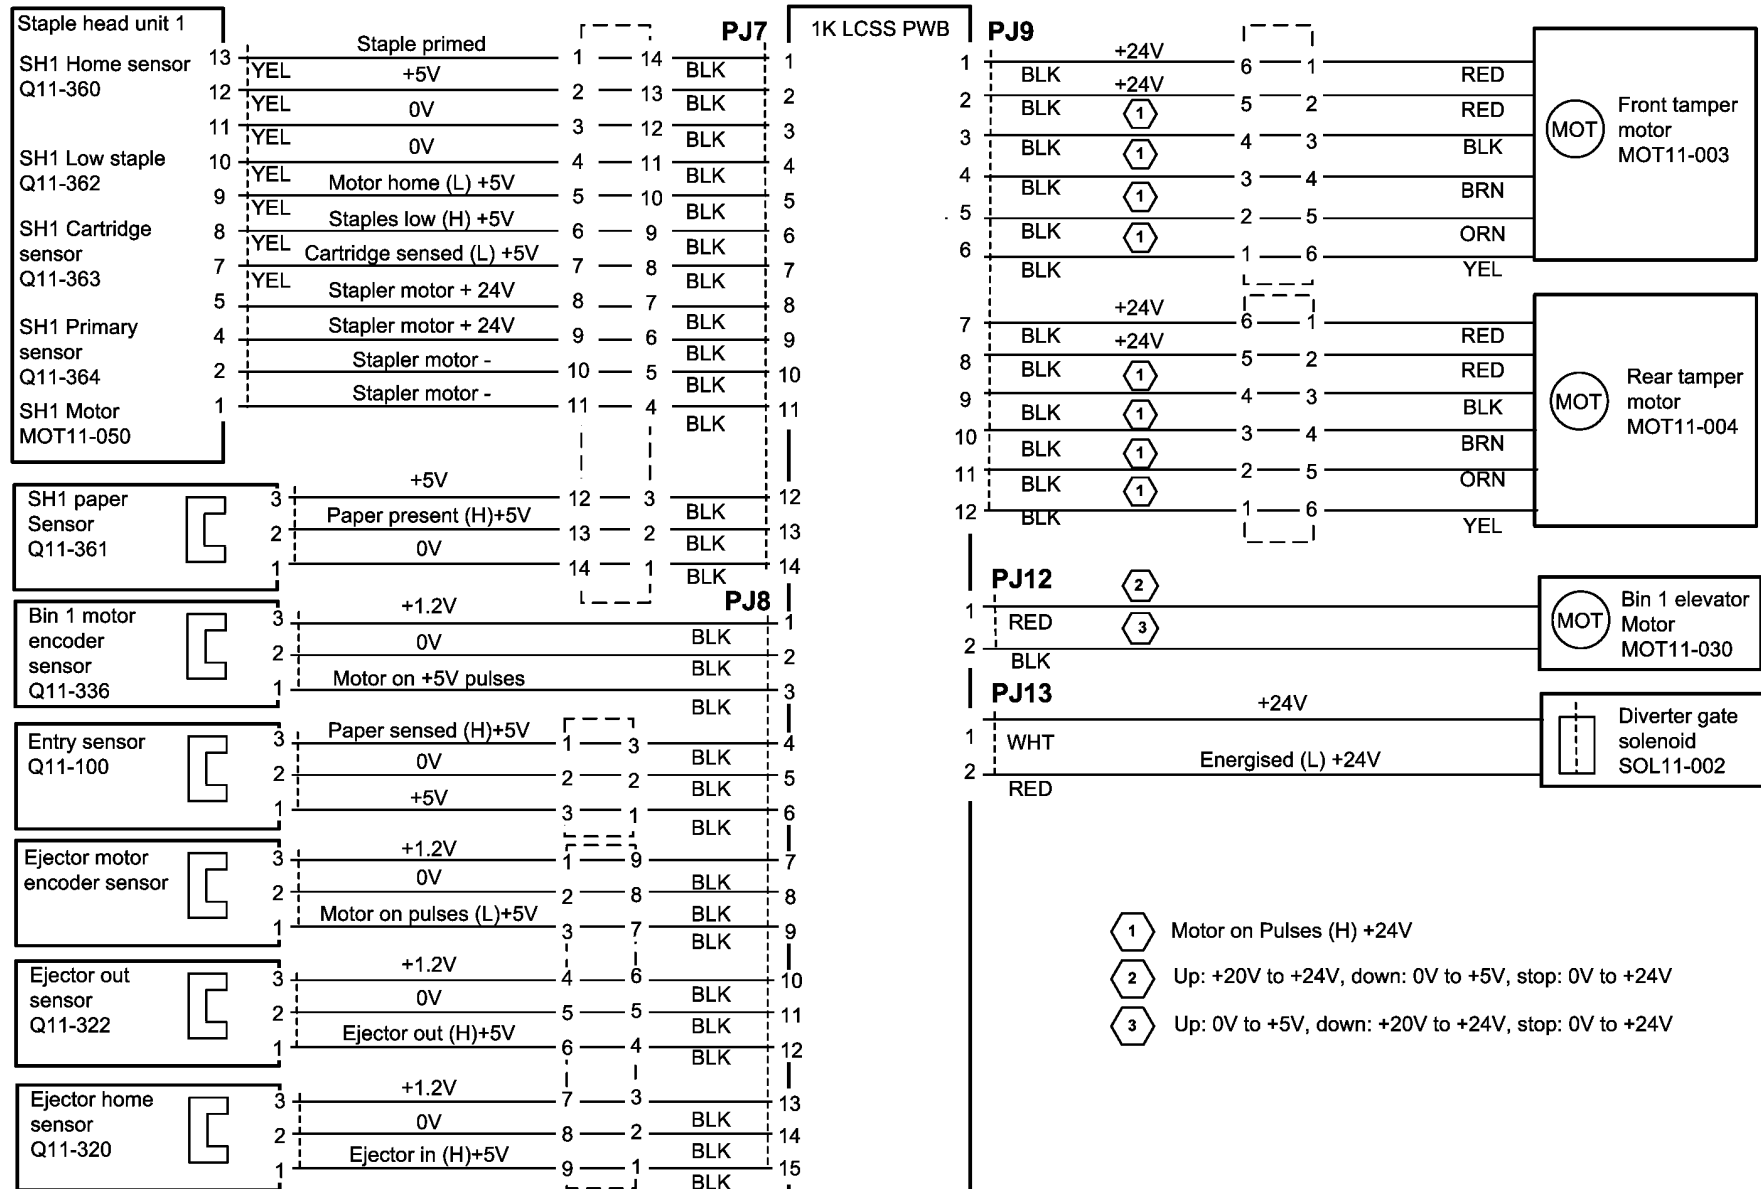 Staple head unit 1
SH1 Home sensor
Q11-360
SH1 Low staple
Q11-362
SH1 Cartridge
sensor
Q11-363
SH1 Primary
sensor
Q11-364
SH1 Motor
MOT11-050
PJ7
1K LCSS PWB
13 YEL Staple primed 1 14 BLK 1
12 YEL +5V 2 13 BLK 2
11 YEL 0V 3 12 BLK 3
10 YEL 0V 4 11 BLK 4
9 YEL Motor home (L) +5V 5 10 BLK 5
8 YEL Staples low (H) +5V 6 9 BLK 6
7 YEL Cartridge sensed (L) +5V 7 8 BLK 7
5 Stapler motor + 24V 8 7 BLK 8
4 Stapler motor + 24V 9 6 BLK 9
2 Stapler motor - 10 5 BLK 10
1 Stapler motor - 11 4 BLK 11
SH1 paper
Sensor
Q11-361
3 +5V 12 3 BLK 12
2 Paper present (H)+5V 13 2 BLK 13
1 0V 14 1 BLK 14
PJ8
Bin 1 motor
encoder
sensor
Q11-336
3 +1.2V BLK 1
2 0V BLK 2
1 Motor on +5V pulses BLK 3
Entry sensor
Q11-100
3 Paper sensed (H)+5V 1 3 BLK 4
2 0V 2 2 BLK 5
1 +5V 3 1 BLK 6
Ejector motor
encoder sensor
3 +1.2V 1 9 BLK 7
2 0V 2 8 BLK 8
1 Motor on pulses (L)+5V 3 7 BLK 9
Ejector out
sensor
Q11-322
3 +1.2V 4 6 BLK 10
2 0V 5 5 BLK 11
1 Ejector out (H)+5V 6 4 BLK 12
Ejector home
sensor
Q11-320
3 +1.2V 7 3 BLK 13
2 0V 8 2 BLK 14
1 Ejector in (H)+5V 9 1 BLK 15
PJ9
1 BLK +24V 6 1 RED
2 BLK +24V 5 2 RED
3 BLK 1 4 3 BLK
4 BLK 1 3 4 BRN
5 BLK 1 2 5 ORN
6 BLK 1 1 6 YEL
MOT
Front tamper
motor
MOT11-003
7 BLK +24V 6 1 RED
8 BLK +24V 5 2 RED
9 BLK 1 4 3 BLK
10 BLK 1 3 4 BRN
11 BLK 1 2 5 ORN
12 BLK 1 1 6 YEL
MOT
Rear tamper
motor
MOT11-004
PJ12
1 RED 2
2 BLK 3
MOT
Bin 1 elevator
Motor
MOT11-030
PJ13
1 WHT +24V
2 RED Energised (L) +24V
Diverter gate
solenoid
SOL11-002
1 Motor on Pulses (H) +24V
2 Up: +20V to +24V, down: 0V to +5V, stop: 0V to +24V
3 Up: 0V to +5V, down: +20V to +24V, stop: 0V to +24V